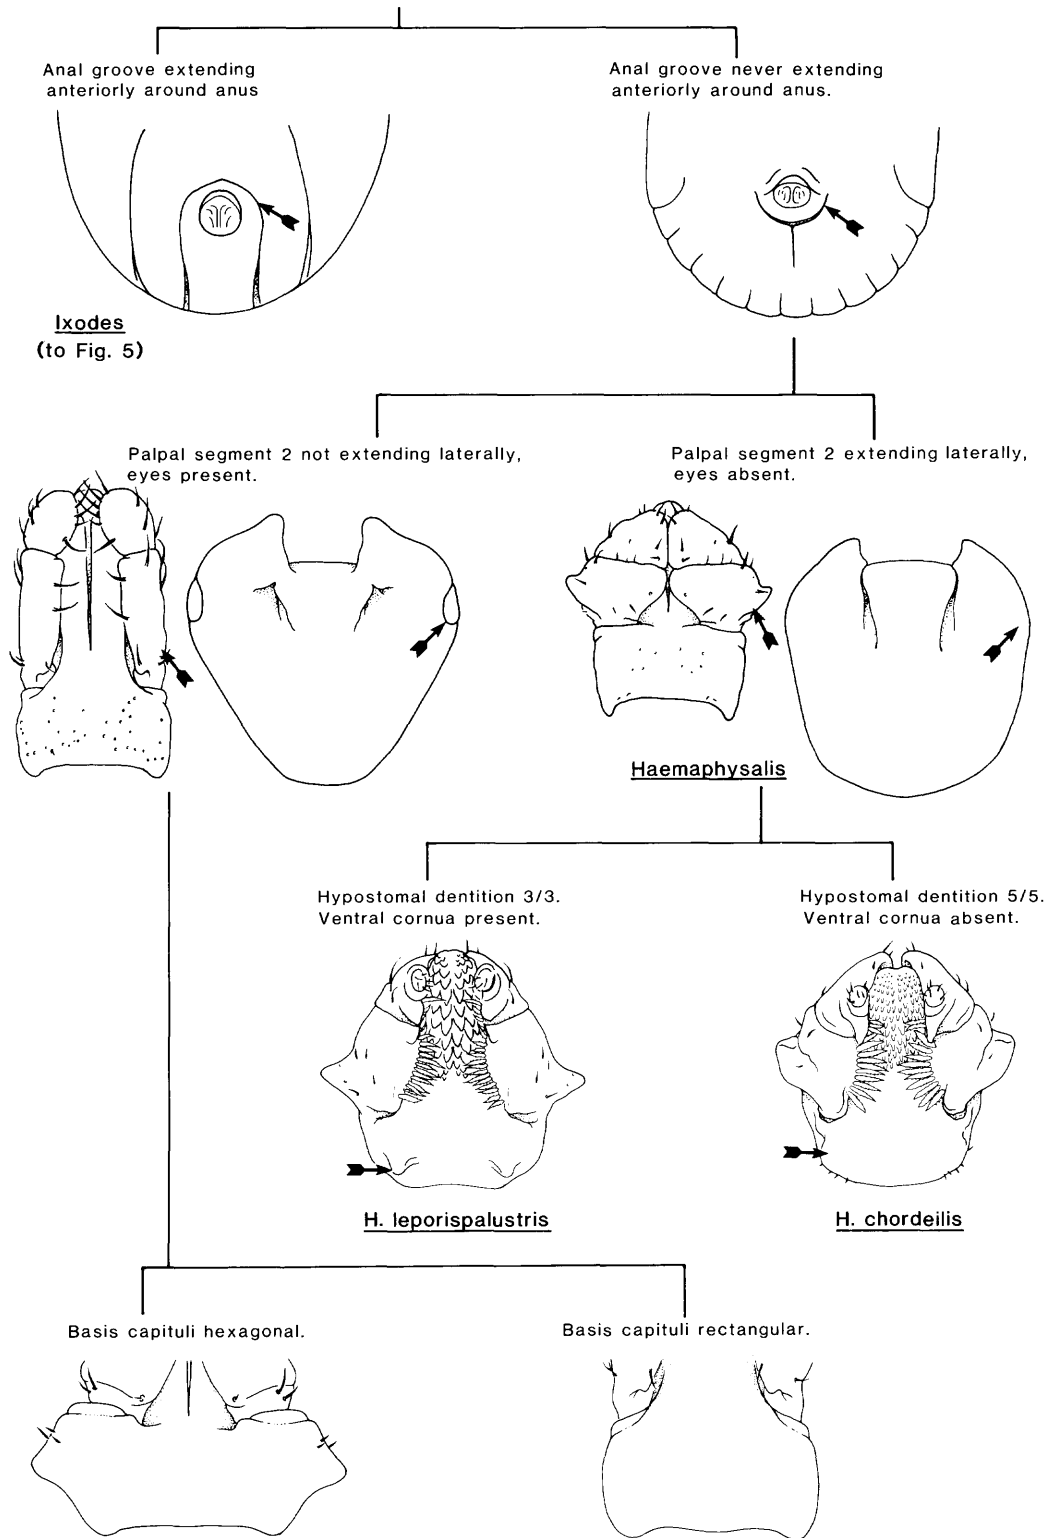 Anal groove extending
anteriorly around anus
Anal groove never extending
anteriorly around anus.
Ixodes
(to Fig. 5)
Palpal segment 2 not extending laterally,
eyes present.
Palpal segment 2 extending laterally,
eyes absent.
Haemaphysalis
Hypostomal dentition 3/3.
Ventral cornua present.
Hypostomal dentition 5/5.
Ventral cornua absent.
H. leporispalustris
H. chordeilis
Basis capituli hexagonal.
Basis capituli rectangular.